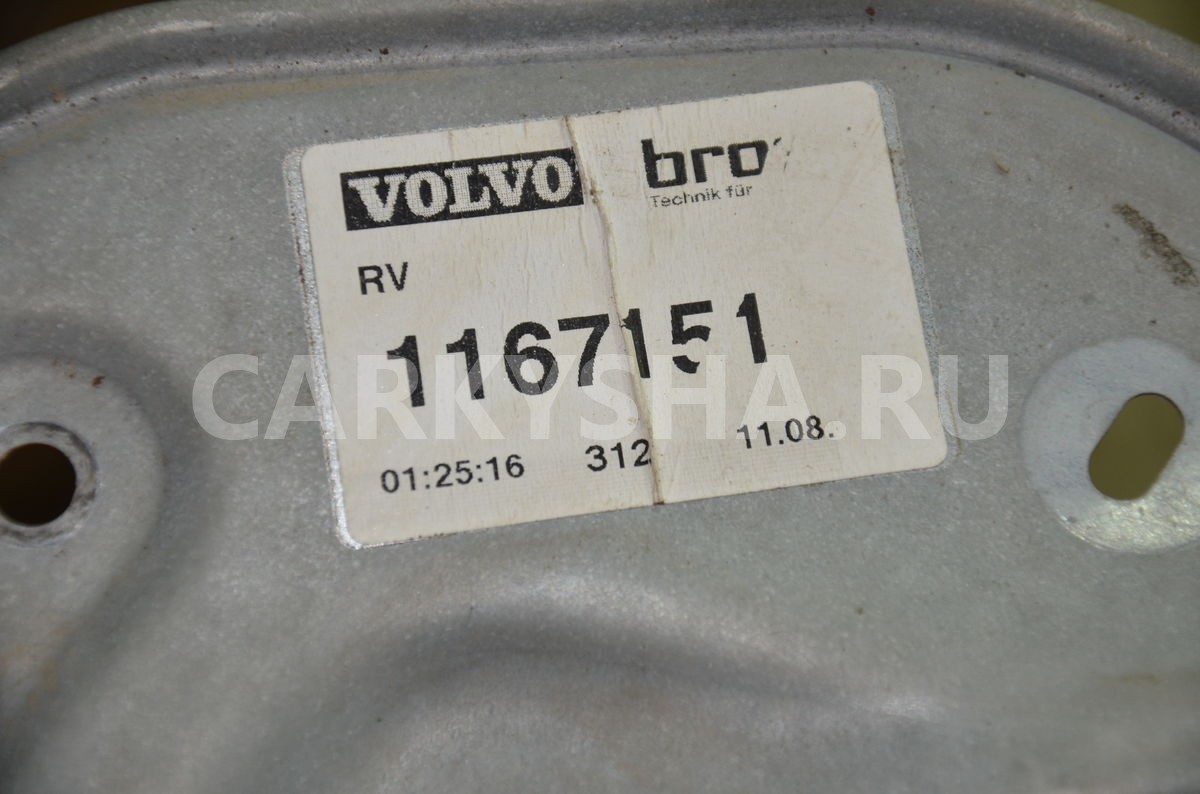 VOLVO bro
Technik für
RV
1167151
CARKYSHA.RU
01:25:16 312 11.08.